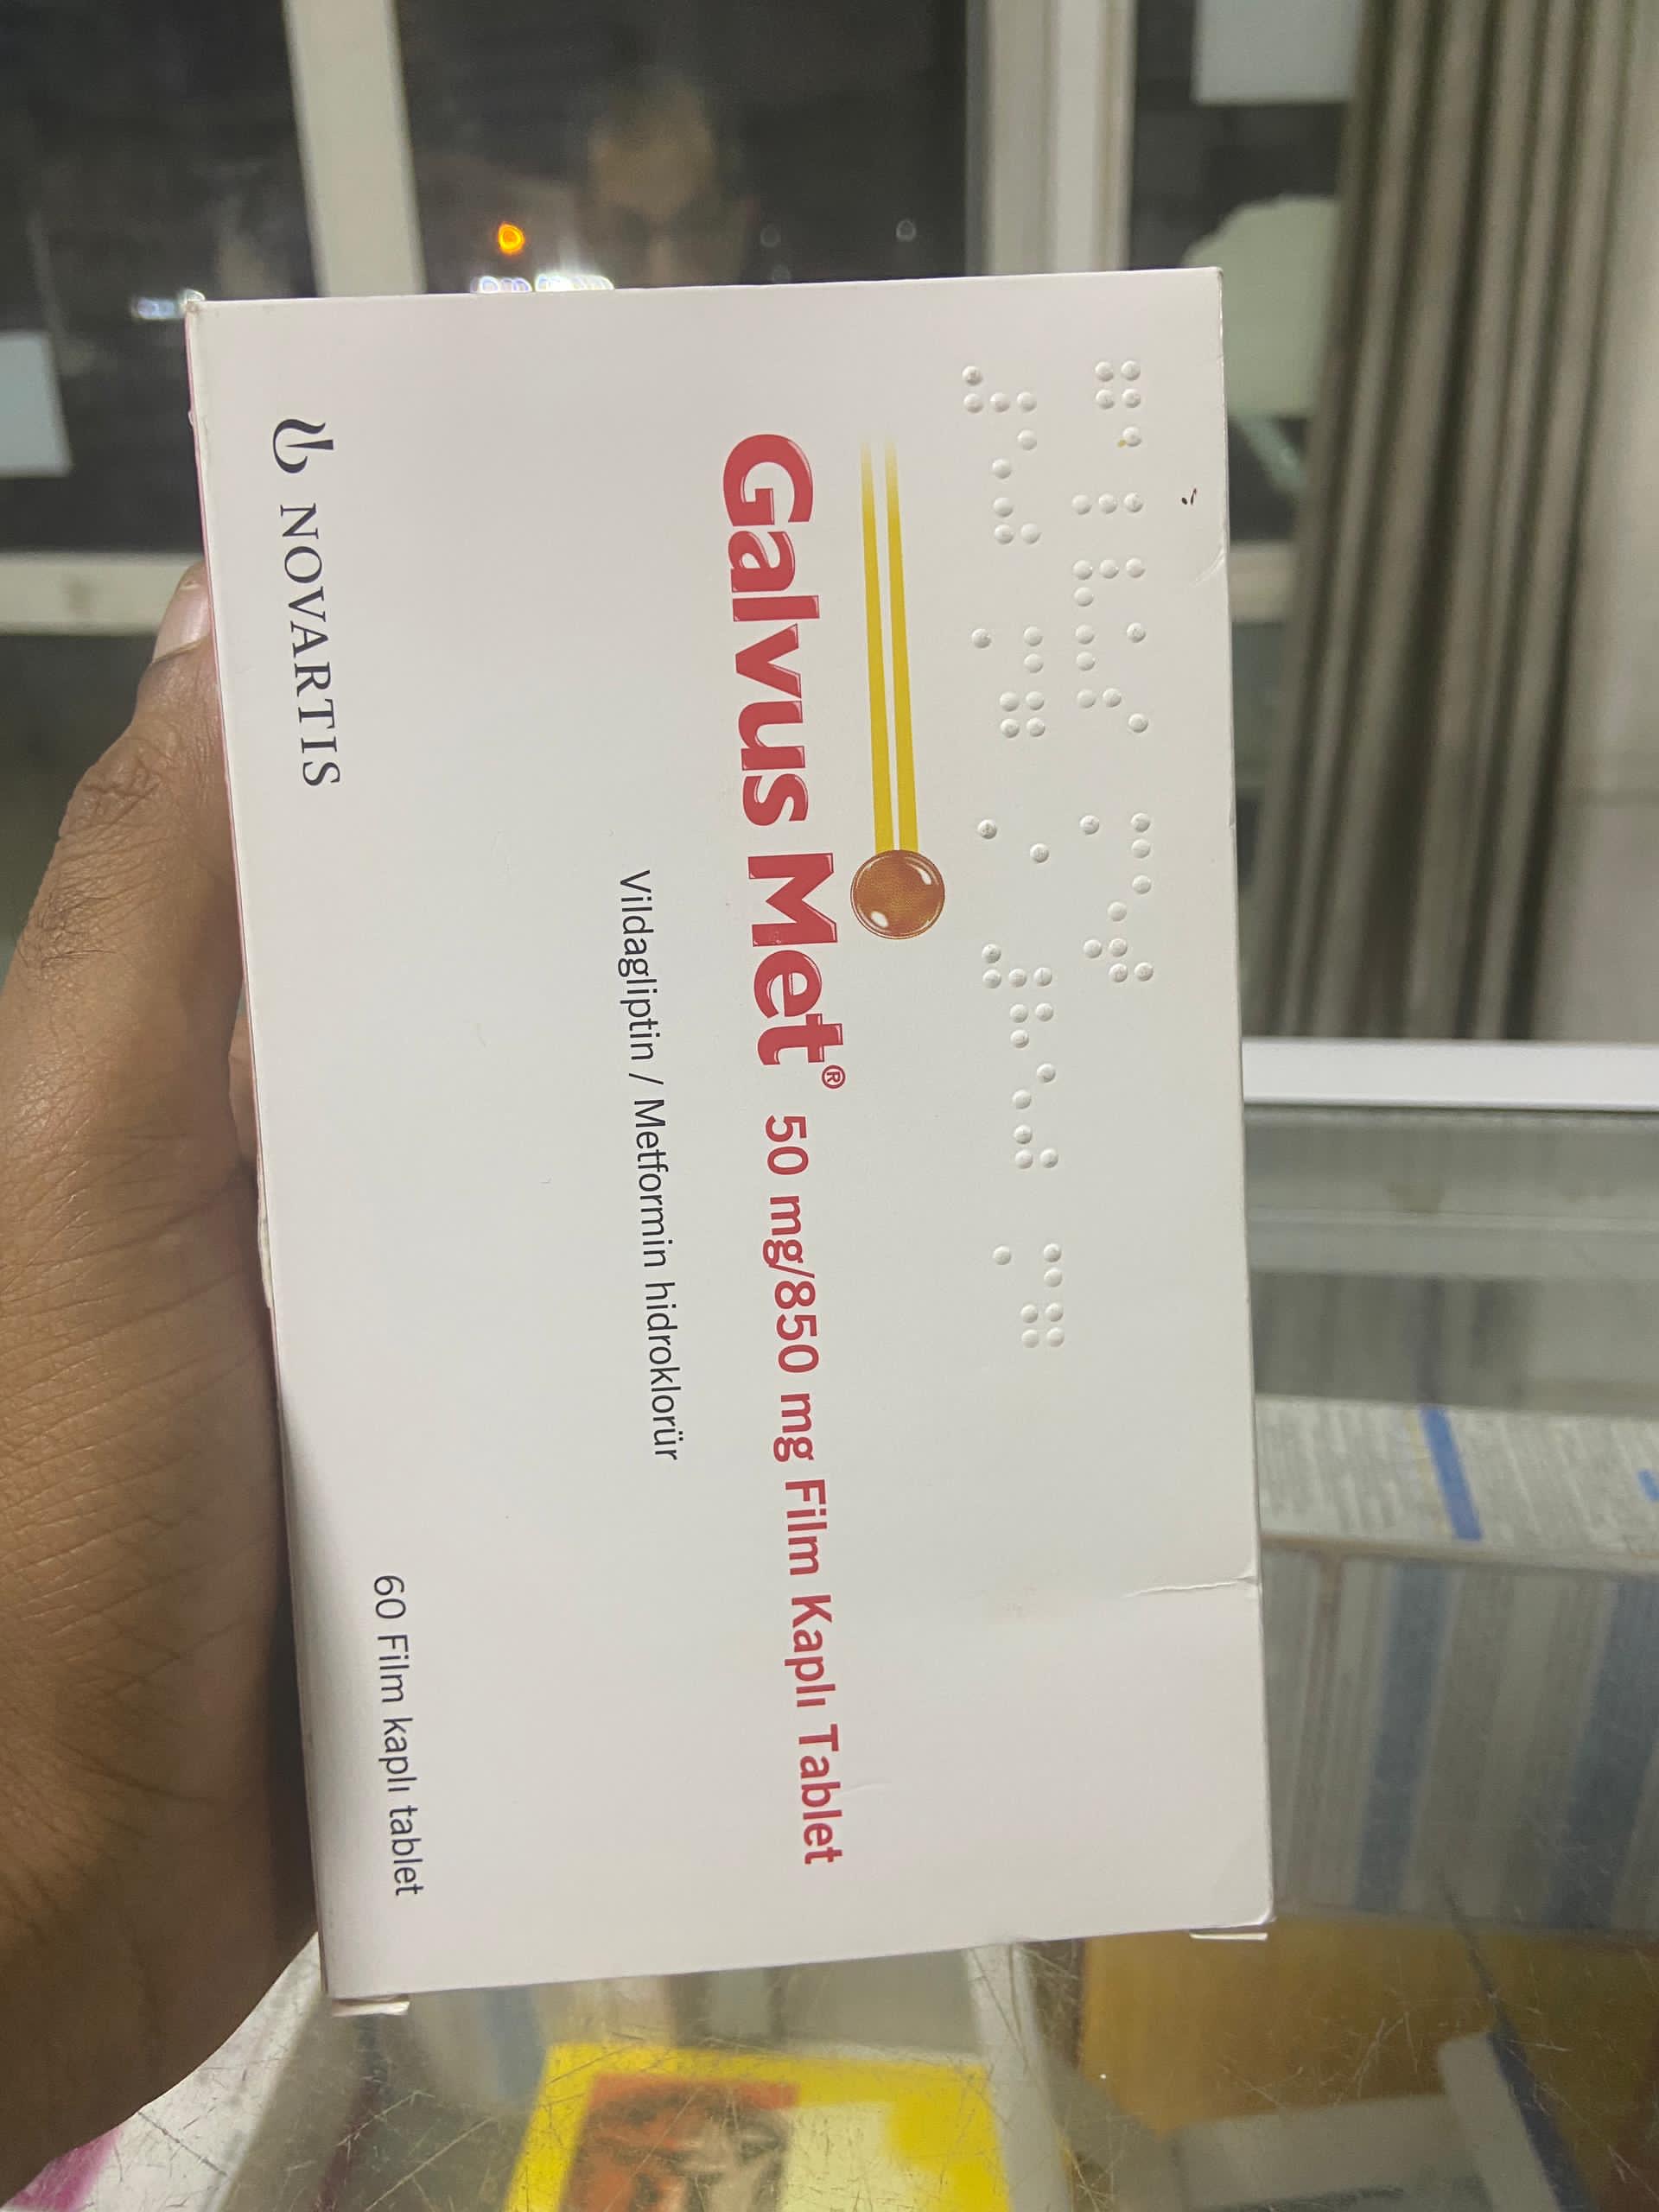 Galvus Met® 50 mg/850 mg Film Kaplı Tablet
Vildagliptin / Metformin hidroklorür
NOVARTIS
60 Film kaplı tablet